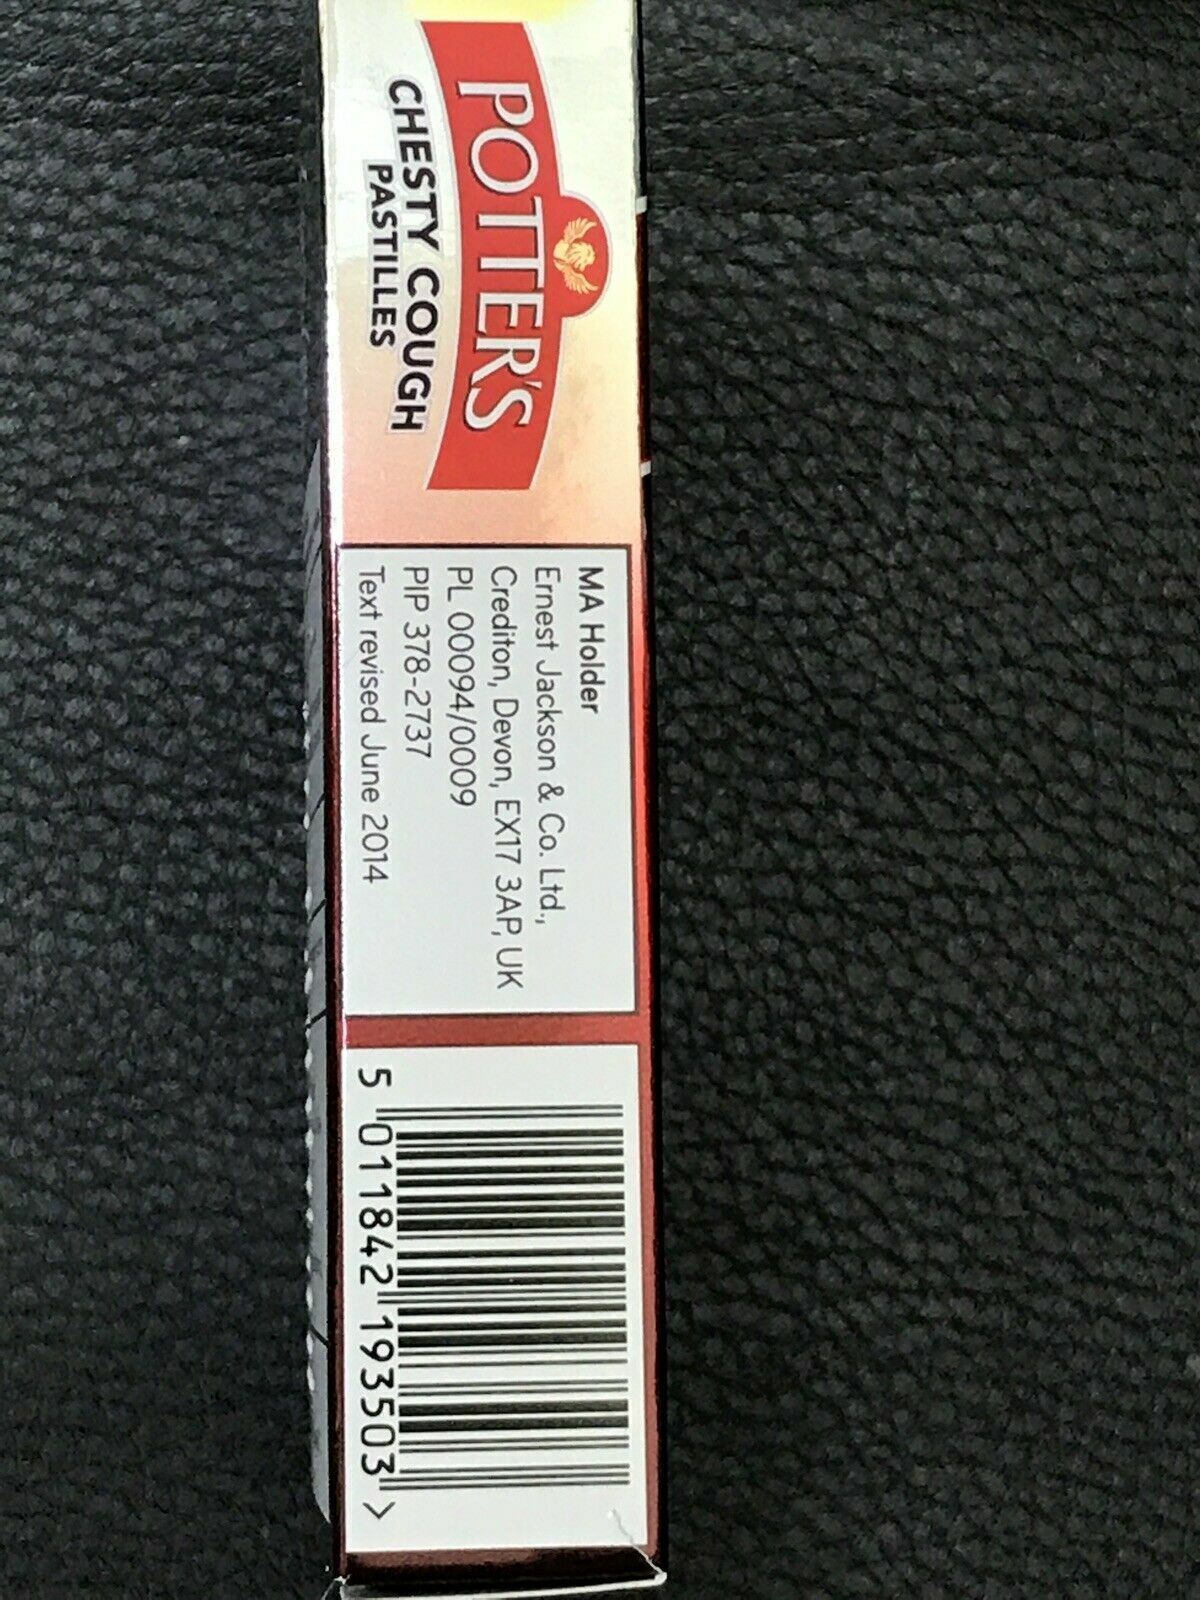 POTTER'S
CHESTY COUGH
PASTILLES
MA Holder
Ernest Jackson & Co. Ltd.,
Crediton, Devon, EX17 3AP, UK
PL 00094/0009
PIP 378-2737
Text revised June 2014
5 011842 193503 >